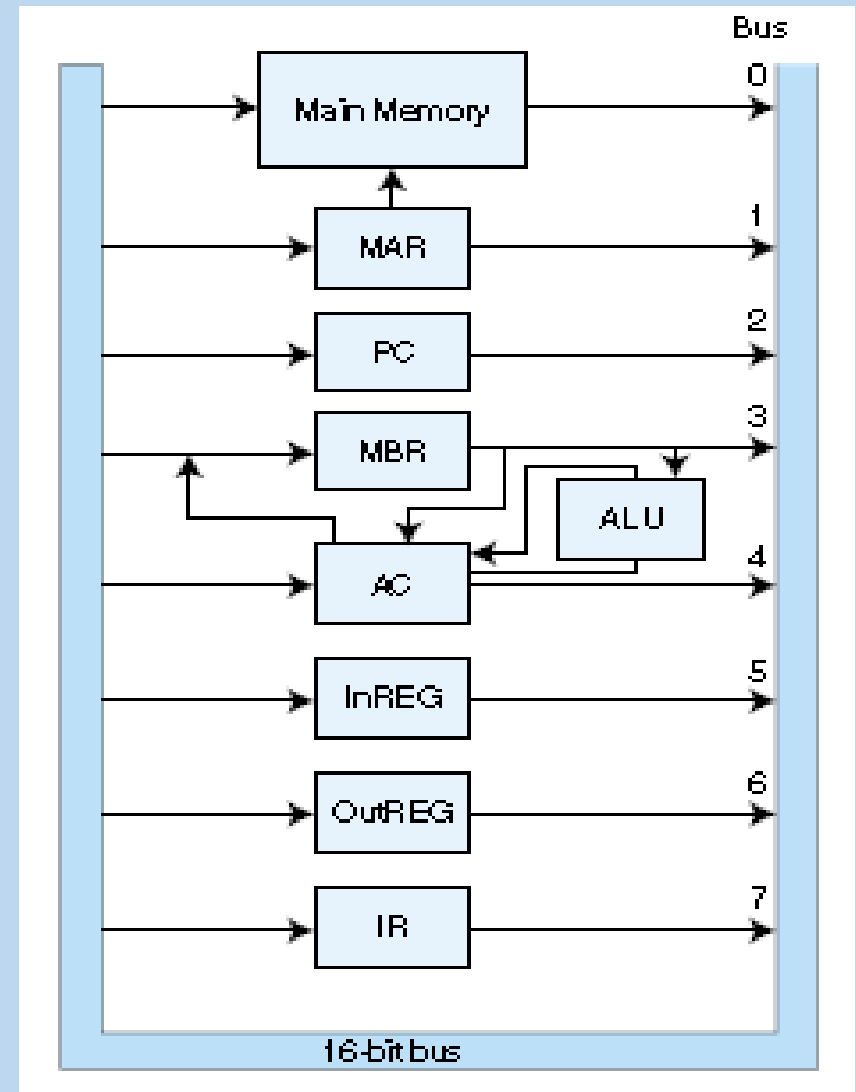 Bus
0
Main Memory
1
MAR
2
PC
3
MBR
ALU
4
AC
5
InREG
6
OutREG
7
IR
16-bit bus